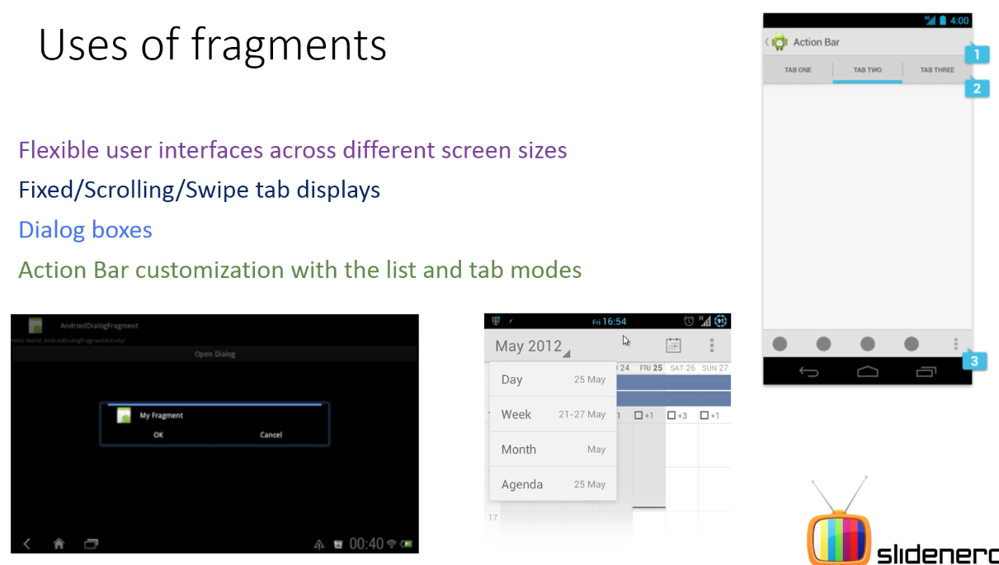 Uses of fragments
4G 4:00
Action Bar
1
TAB ONE TAB TWO TAB THREE
2
Flexible user interfaces across different screen sizes
Fixed/Scrolling/Swipe tab displays
Dialog boxes
Action Bar customization with the list and tab modes
3
AndroidDialogFragment
Hello World, AndroidDialogFragmentActivity!
Open Dialog
My Fragment
OK Cancel
00:40
Fri 16:54 H 91
May 2012
24 FRI 25 SAT 26 SUN 27
Day 25 May
Week 21-27 May
+1 +3 +1
Month May
Agenda 25 May
17
slidenerd